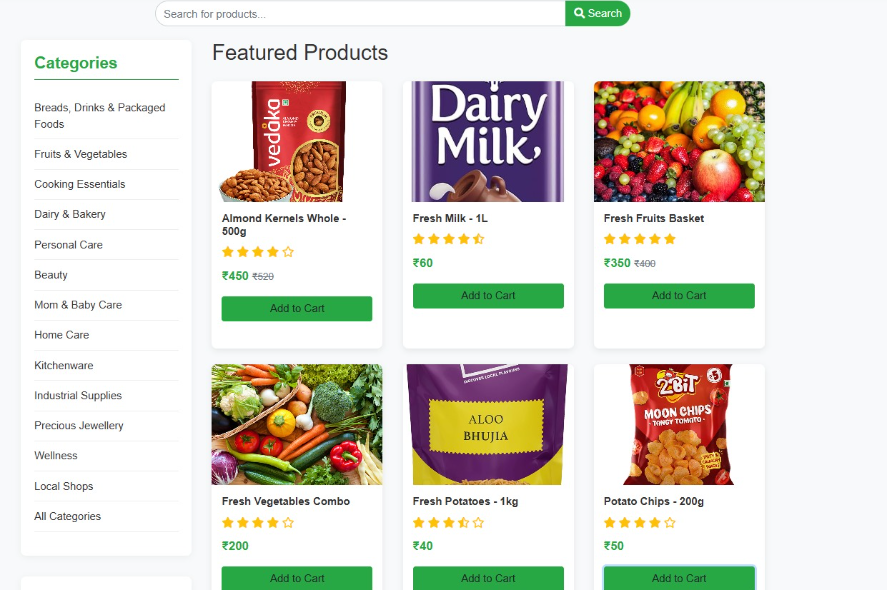 Search for products...
Search
Categories
Breads, Drinks & Packaged
Foods
Fruits & Vegetables
Cooking Essentials
Dairy & Bakery
Personal Care
Beauty
Mom & Baby Care
Home Care
Kitchenware
Industrial Supplies
Precious Jewellery
Wellness
Local Shops
All Categories
Featured Products
vedaka
Almond Kernels Whole -
500g
₹450 ₹520
Add to Cart
Dairy
Milk
Fresh Milk - 1L
₹60
Add to Cart
Fresh Fruits Basket
₹350 ₹400
Add to Cart
Fresh Vegetables Combo
₹200
Add to Cart
ALOO
BHUJIA
Fresh Potatoes - 1kg
₹40
Add to Cart
2BiT
MOON CHIPS
TANGY TOMATO
Potato Chips - 200g
₹50
Add to Cart